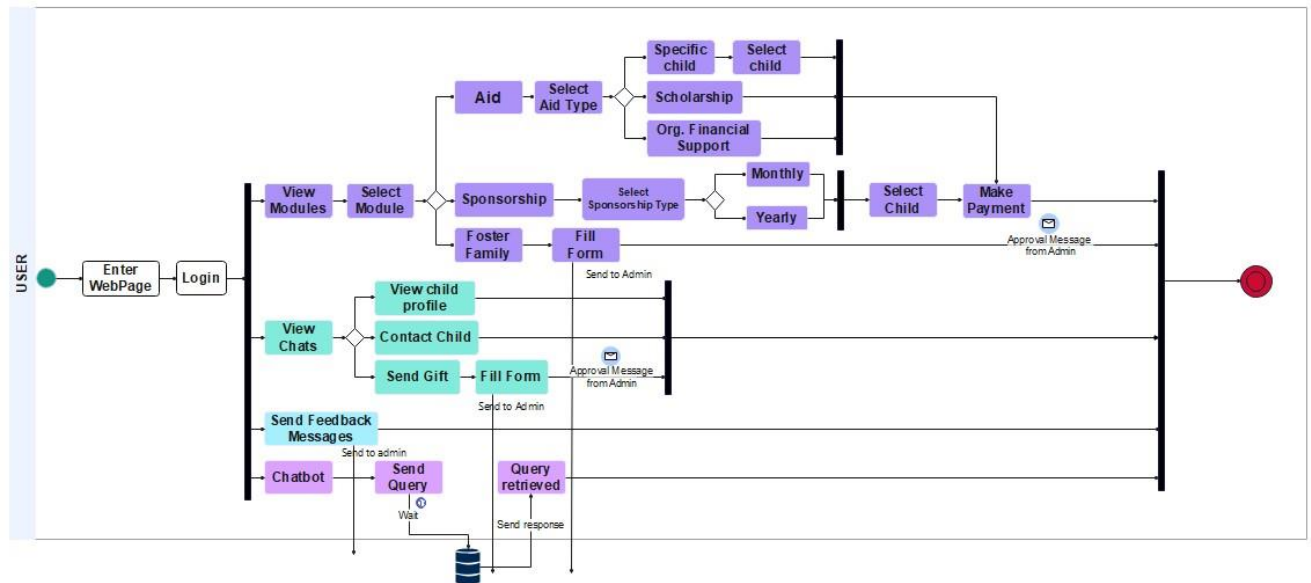 USER
Enter
WebPage
Login
View
Modules
Select
Module
Aid
Select
Aid Type
Specific
child
Select
child
Scholarship
Org. Financial
Support
Sponsorship
Select
Sponsorship Type
Monthly
Yearly
Select
Child
Make
Payment
Approval Message
from Admin
Foster
Family
Fill
Form
Send to Admin
View
Chats
View child
profile
Contact Child
Send Gift
Fill Form
Approval Message
from Admin
Send to Admin
Send Feedback
Messages
Send to admin
Chatbot
Send
Query
Wait
Query
retrieved
Send response